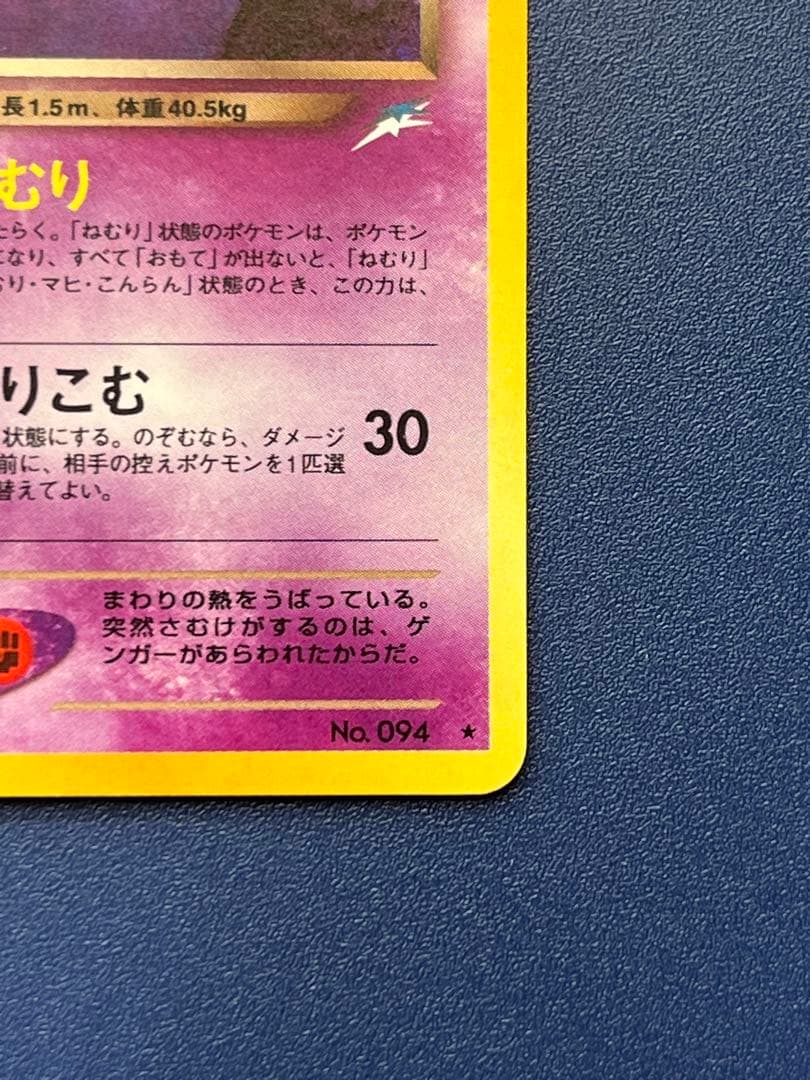 長1.5m、体重40.5kg
むり
らく。「ねむり」状態のポケモンは、ポケモン
なり、すべて「おもて」が出ないと、「ねむり」
り・マヒ・こんらん」状態のとき、この力は、
りこむ
30
状態にする。のぞむなら、ダメージ
前に、相手の控えポケモンを1匹選
替えてよい。
まわりの熱をうばっている。
突然さむけがするのは、ゲ
ンガーがあらわれたからだ。
No. 094 ★